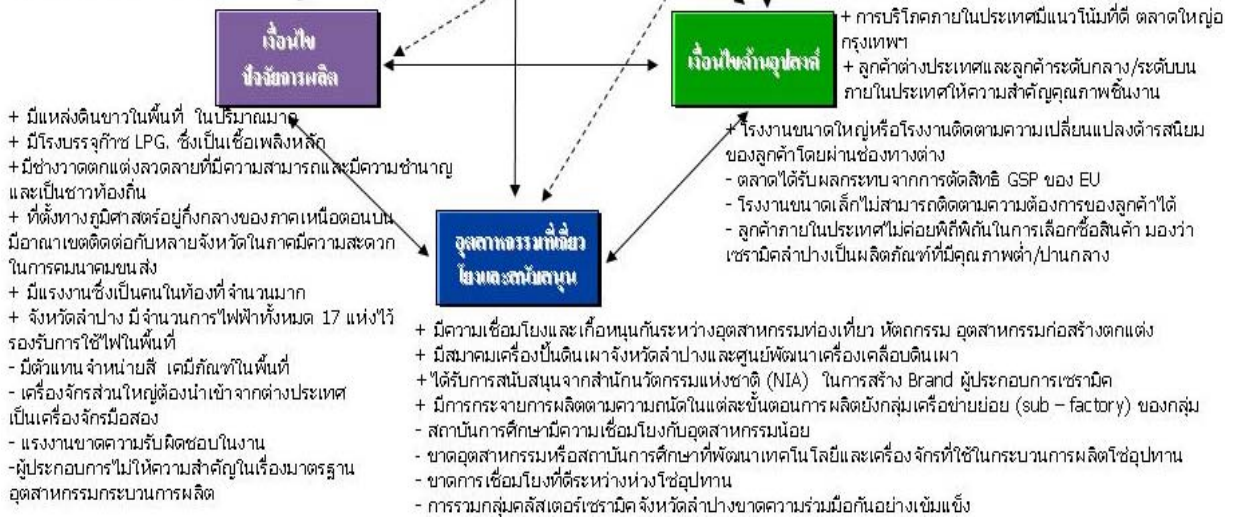 เงื่อนไข
ปัจจัยการผลิต
เงื่อนไขด้านอุปสงค์
+ การบริโภคภายในประเทศมีแนวโน้มที่ดี ตลาดใหญ่อ
กรุงเทพฯ
+ ลูกค้าต่างประเทศและลูกค้าระดับกลาง/ระดับบน
ภายในประเทศให้ความสำคัญคุณภาพชิ้นงาน
+ โรงงานขนาดใหญ่หรือโรงงานติดตามความเปลี่ยนแปลงด้ารสนิยม
ของลูกค้าโดยผ่านช่องทางต่าง
- ตลาดได้รับผลกระทบจากการตัดสิทธิ GSP ของ EU
- โรงงานขนาดเล็กไม่สามารถติดตามความต้องการของลูกค้าได้
- ลูกค้าภายในประเทศไม่ค่อยพิถีพิถันในการเลือกซื้อสินค้า มองว่า
เซรามิคลำปางเป็นผลิตภัณฑ์ที่มีคุณภาพต่ำ/ปานกลาง
+ มีแหล่งดินขาวในพื้นที่ ในปริมาณมาก
+ มีโรงบรรจุก๊าซ LPG. ซึ่งเป็นเชื้อเพลิงหลัก
+มีช่างวาดตกแต่งลวดลายที่มีความสามารถและมีความชำนาญ
และเป็นชาวท้องถิ่น
+ ที่ตั้งทางภูมิศาสตร์อยู่กึ่งกลางของภาคเหนือตอนบน
มีอาณาเขตติดต่อกับหลายจังหวัดในภาคมีความสะดวก
ในการคมนาคมขนส่ง
+ มีแรงงานซึ่งเป็นคนในท้องที่จำนวนมาก
+ จังหวัดลำปาง มีจำนวนการไฟฟ้าทั้งหมด 17 แห่งไว้
รองรับการใช้ไฟในพื้นที่
- มีตัวแทนจำหน่ายสี เคมีภัณฑ์ในพื้นที่
- เครื่องจักรส่วนใหญ่ต้องนำเข้าจากต่างประเทศ
เป็นเครื่องจักรมือสอง
- แรงงานขาดความรับผิดชอบในงาน
-ผู้ประกอบการไม่ให้ความสำคัญในเรื่องมาตรฐาน
อุตสาหกรรมกระบวนการผลิต
อุตสาหกรรมที่เกี่ยว
โยงและสนับสนุน
+ มีความเชื่อมโยงและเกื้อหนุนกันระหว่างอุตสาหกรรมท่องเที่ยว หัตถกรรม อุตสาหกรรมก่อสร้างตกแต่ง
+ มีสมาคมเครื่องปั้นดินเผาจังหวัดลำปางและศูนย์พัฒนาเครื่องเคลือบดินเผา
+ได้รับการสนับสนุนจากสำนักนวัตกรรมแห่งชาติ (NIA) ในการสร้าง Brand ผู้ประกอบการเซรามิค
+ มีการกระจายการผลิตตามความถนัดในแต่ละขั้นตอนการผลิตยังกลุ่มเครือข่ายย่อย (sub – factory) ของกลุ่ม
- สถาบันการศึกษามีความเชื่อมโยงกับอุตสาหกรรมน้อย
- ขาดอุตสาหกรรมหรือสถาบันการศึกษาที่พัฒนาเทคโนโลยีและเครื่องจักรที่ใช้ในกระบวนการผลิตโซ่อุปทาน
- ขาดการเชื่อมโยงที่ดีระหว่างห่วงโซ่อุปทาน
- การรวมกลุ่มคลัสเตอร์เซรามิคจังหวัดลำปางขาดความร่วมมือกันอย่างเข้มแข็ง